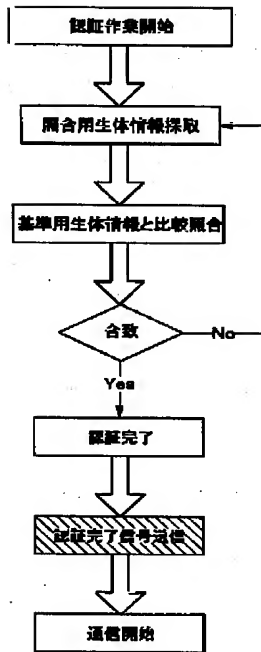 認証作業開始
照合用生体情報採取
基準用生体情報と比較照合
合致
No
Yes
認証完了
認証完了信号送信
通信開始